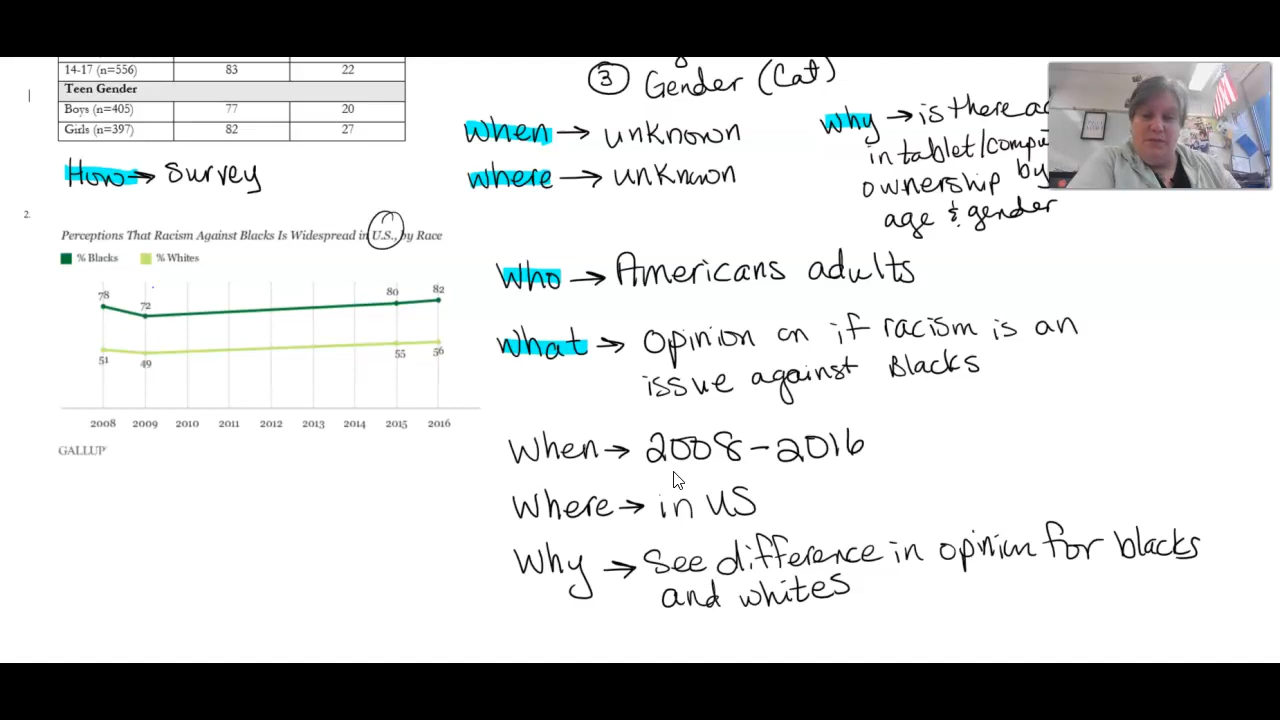 14-17 (n=556) 83 22
Teen Gender
Boys (n=405) 77 20
Girls (n=397) 82 27
How → Survey
③ Gender (Cat)
When → unknown
where → unknown
why → is there a
in tablet/compu
ownership by
age & gender
2.
Perceptions That Racism Against Blacks Is Widespread in U.S., by Race
% Blacks % Whites
78 72 80 82
51 49 55 56
2008 2009 2010 2011 2012 2013 2014 2015 2016
GALLUP
Who → Americans adults
What → Opinion on if racism is an
issue against Blacks
When → 2008-2016
Where → in US
Why → See difference in opinion for blacks
and whites